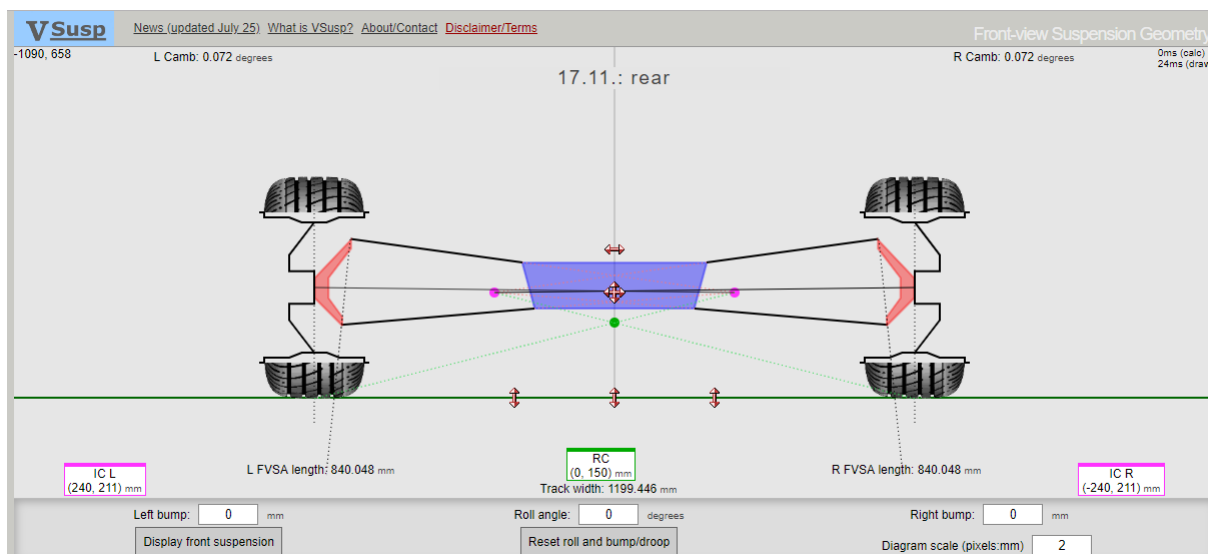 VSusp News (updated July 25) What is VSusp? About/Contact Disclaimer/Terms Front-view Suspension Geometry
-1090, 658 L Camb: 0.072 degrees R Camb: 0.072 degrees 0ms (calc)
24ms (draw
17.11.: rear
L FVSA length: 840.048 mm RC R FVSA length: 840.048 mm
IC L (0, 150) mm IC R
(240, 211) mm Track width: 1199.446 mm (-240, 211) mm
Left bump: 0 mm Roll angle: 0 degrees Right bump: 0 mm
Display front suspension Reset roll and bump/droop Diagram scale (pixels:mm) 2